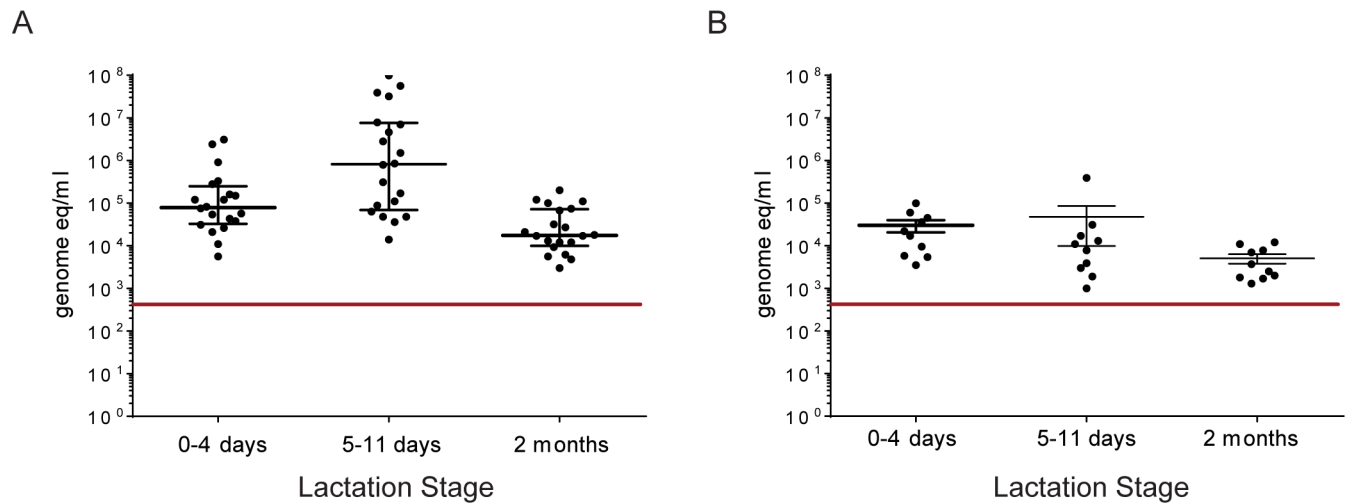 A
genome eq/ml
10^8
10^7
10^6
10^5
10^4
10^3
10^2
10^1
10^0
0-4 days
5-11 days
2 months
Lactation Stage
B
genome eq/ml
10^8
10^7
10^6
10^5
10^4
10^3
10^2
10^1
10^0
0-4 days
5-11 days
2 months
Lactation Stage